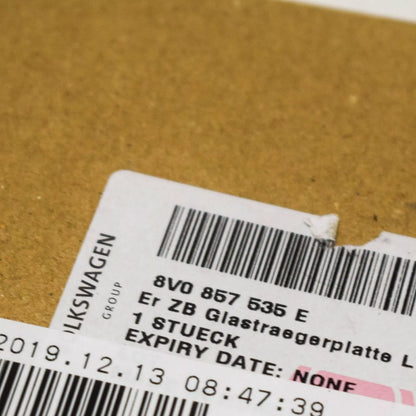 LKSWAGEN
GROUP
8V0 857 535 E
Er ZB Glastraegerplatte L
1 STUECK
EXPIRY DATE: NONE
2019.12.13 08:47:39